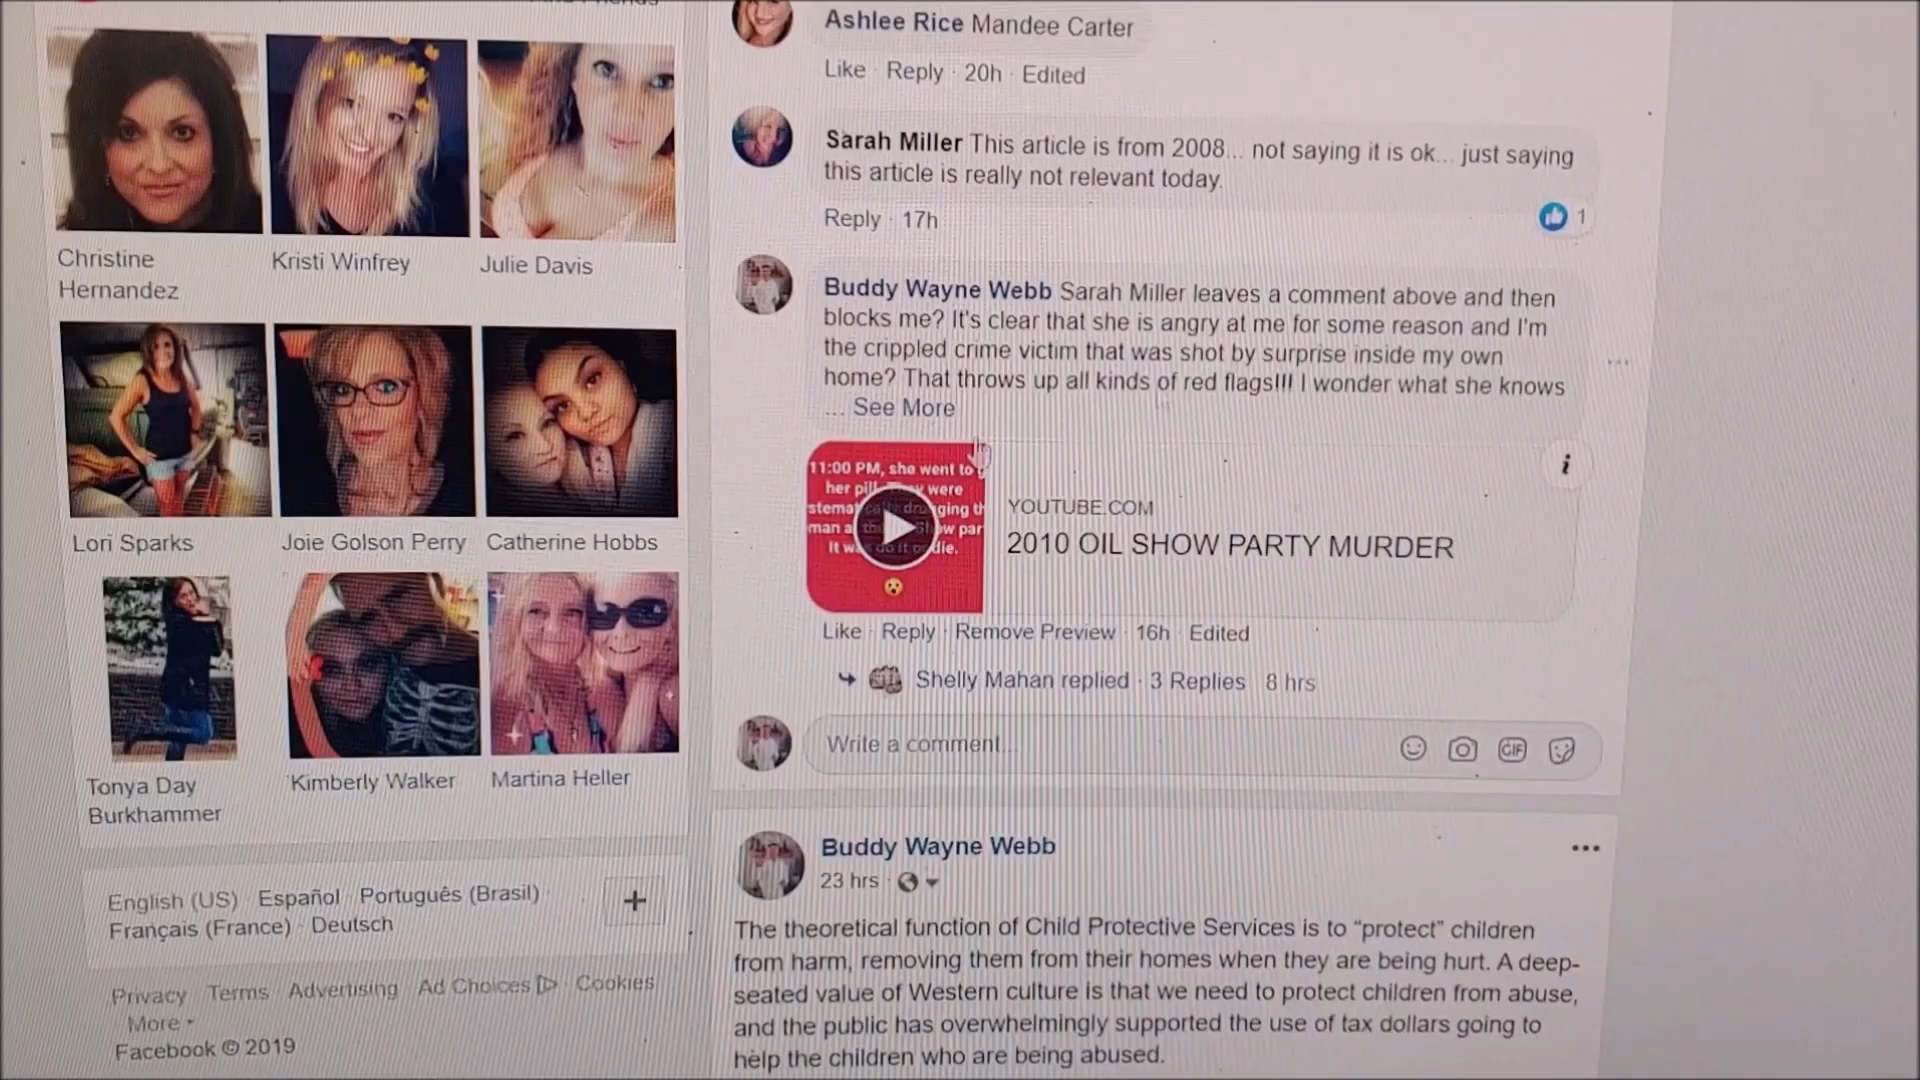 Christine
Hernandez
Kristi Winfrey
Julie Davis
Lori Sparks
Joie Golson Perry
Catherine Hobbs
Tonya Day
Burkhammer
Kimberly Walker
Martina Heller
English (US) · Español · Português (Brasil) ·
Français (France) · Deutsch
+
Privacy · Terms · Advertising · Ad Choices · Cookies ·
More
Facebook © 2019
Ashlee Rice Mandee Carter
Like · Reply · 20h · Edited
Sarah Miller This article is from 2008... not saying it is ok... just saying
this article is really not relevant today.
Reply · 17h
1
Buddy Wayne Webb Sarah Miller leaves a comment above and then
blocks me? It's clear that she is angry at me for some reason and I'm
the crippled crime victim that was shot by surprise inside my own
home? That throws up all kinds of red flags!!! I wonder what she knows
... See More
11:00 PM, she went to
her were
ging
man a
die.
i
YOUTUBE.COM
2010 OIL SHOW PARTY MURDER
Like · Reply · Remove Preview · 16h · Edited
Shelly Mahan replied · 3 Replies 8 hrs
Write a comment...
GIF
Buddy Wayne Webb
23 hrs ·
The theoretical function of Child Protective Services is to “protect” children
from harm, removing them from their homes when they are being hurt. A deep-
seated value of Western culture is that we need to protect children from abuse,
and the public has overwhelmingly supported the use of tax dollars going to
help the children who are being abused.